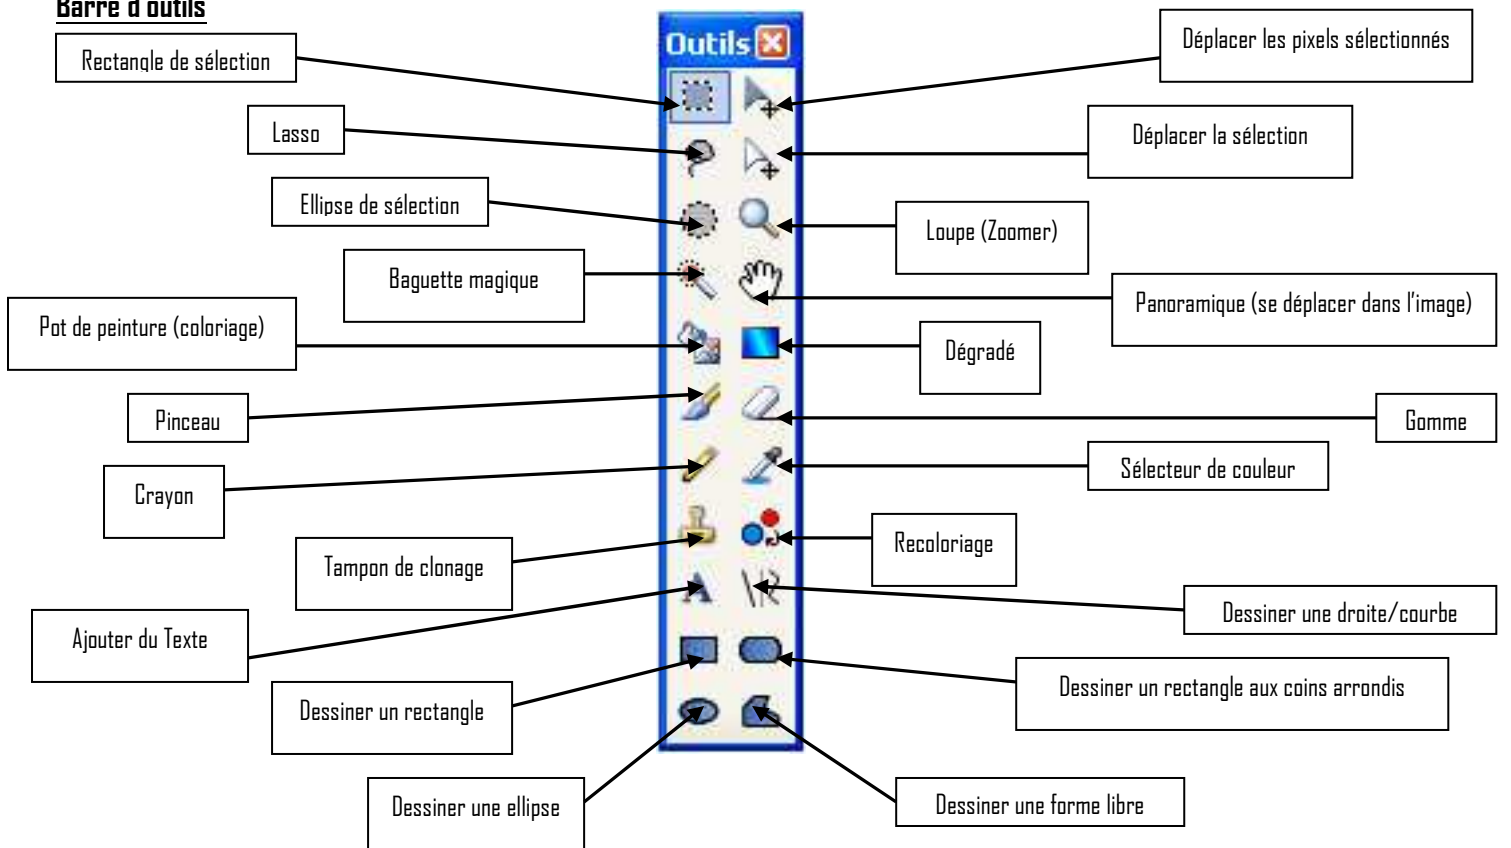 Barre d'outils
Outils
Rectangle de sélection
Déplacer les pixels sélectionnés
Lasso
Déplacer la sélection
Ellipse de sélection
Loupe (Zoomer)
Baguette magique
Panoramique (se déplacer dans l'image)
Pot de peinture (coloriage)
Dégradé
Pinceau
Gomme
Crayon
Sélecteur de couleur
Tampon de clonage
Recoloriage
Ajouter du Texte
Dessiner une droite/courbe
Dessiner un rectangle
Dessiner un rectangle aux coins arrondis
Dessiner une ellipse
Dessiner une forme libre